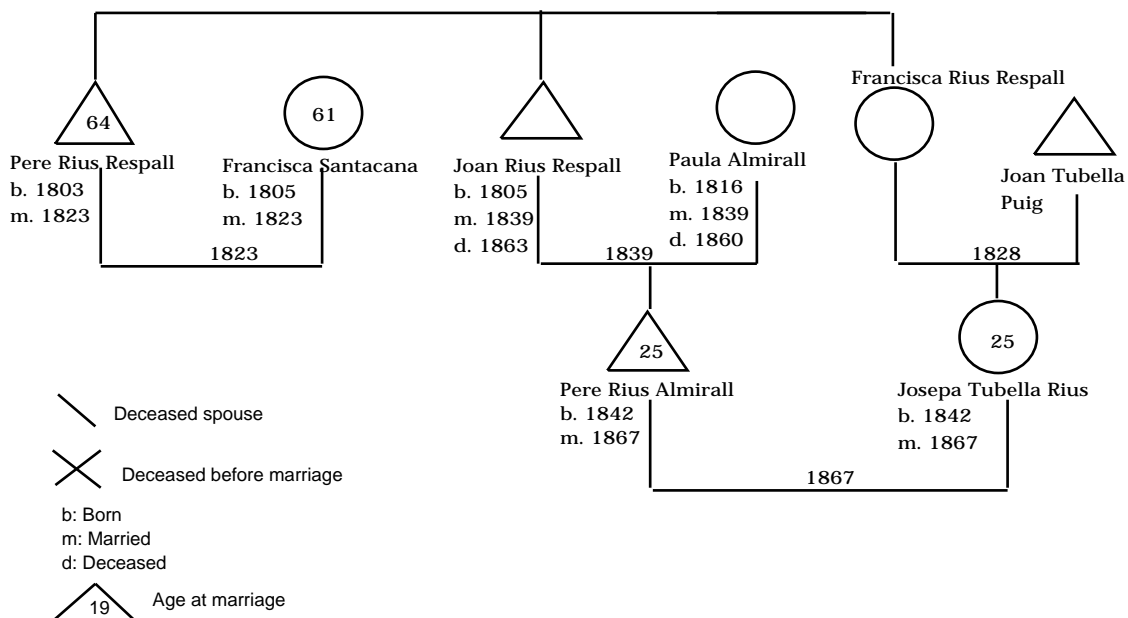 Francisca Rius Respall
64
61
Pere Rius Respall
b. 1803
m. 1823
Francisca Santacana
b. 1805
m. 1823
1823
Joan Rius Respall
b. 1805
m. 1839
d. 1863
Paula Almirall
b. 1816
m. 1839
d. 1860
1839
Joan Tubella
Puig
1828
25
Pere Rius Almirall
b. 1842
m. 1867
25
Josepa Tubella Rius
b. 1842
m. 1867
1867
Deceased spouse
Deceased before marriage
b: Born
m: Married
d: Deceased
19
Age at marriage